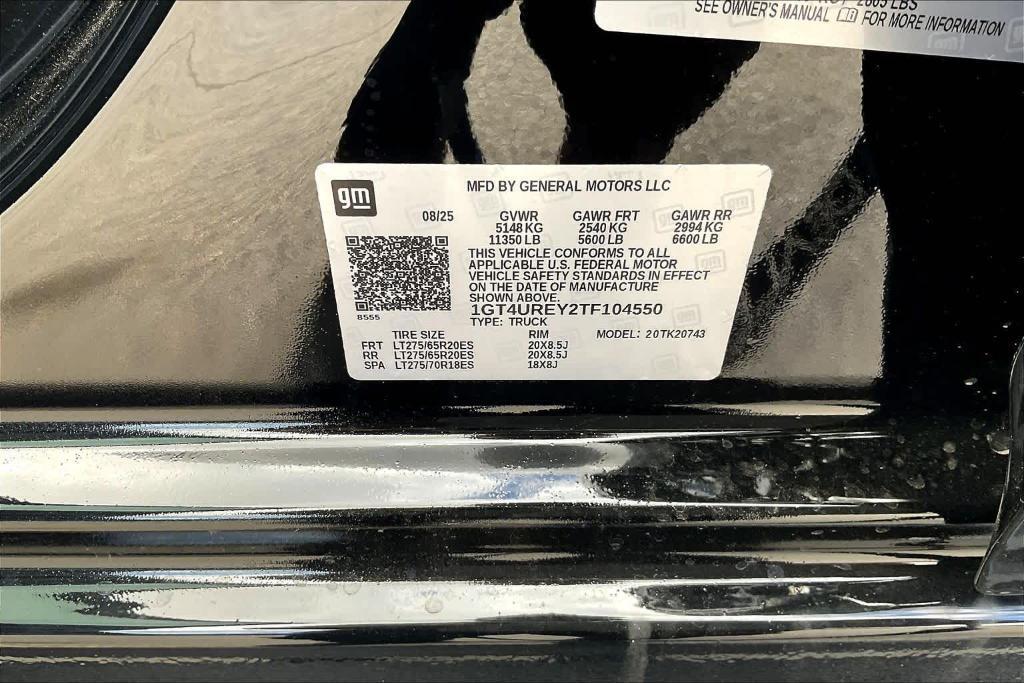 2605 LBS
SEE OWNER'S MANUAL FOR MORE INFORMATION
gm
MFD BY GENERAL MOTORS LLC
08/25 GVWR GAWR FRT GAWR RR
5148 KG 2540 KG 2994 KG
11350 LB 5600 LB 6600 LB
THIS VEHICLE CONFORMS TO ALL
APPLICABLE U.S. FEDERAL MOTOR
VEHICLE SAFETY STANDARDS IN EFFECT
ON THE DATE OF MANUFACTURE
SHOWN ABOVE.
8555
1GT4UREY2TF104550
TYPE: TRUCK
TIRE SIZE RIM MODEL: 20TK20743
FRT LT275/65R20ES 20X8.5J
RR LT275/65R20ES 20X8.5J
SPA LT275/70R18ES 18X8J